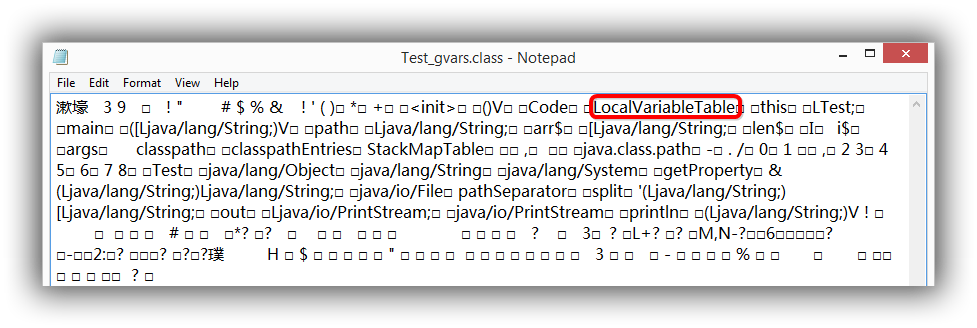 Test_gvars.class - Notepad
File Edit Format View Help
漱壕 3 9 □ ! " # $ % & ! ' ( )□ *□ +□ □<init>□ □()V□ □Code□ □LocalVariableTable□ □this□ □LTest;□
□main□ □([Ljava/lang/String;)V□ □path□ □Ljava/lang/String;□ □arr$□ □[Ljava/lang/String;□ □len$□ □I□ i$□
□args□ classpath□ □classpathEntries□ StackMapTable□ □□ ,□ □□ □java.class.path□ -□ . /□ 0□ 1 □□ ,□ 2 3□ 4
5□ 6□ 7 8□ □Test□ □java/lang/Object□ □java/lang/String□ □java/lang/System□ □getProperty□ &
(Ljava/lang/String;)Ljava/lang/String;□ □java/io/File□ pathSeparator□ □split□ '(Ljava/lang/String;)
[Ljava/lang/String;□ □out□ □Ljava/io/PrintStream;□ □java/io/PrintStream□ □println□ □(Ljava/lang/String;)V ! □
□ □ □ □ # □ □ □*? □? □ □ □ □ □ □ □ □ □ □ ? □ 3□ ? □L+? □? □M,N-?□□6□□□□□?
□-□□2:□? □□□? □?□?璞 H □ $ □ □ □ □ □ " □ □ □ □ □ □ □ □ □ □ □ □ 3 □ □ □ - □ □ □ □ % □ □ □ □ □□
□ □ □ □ □□ ? □